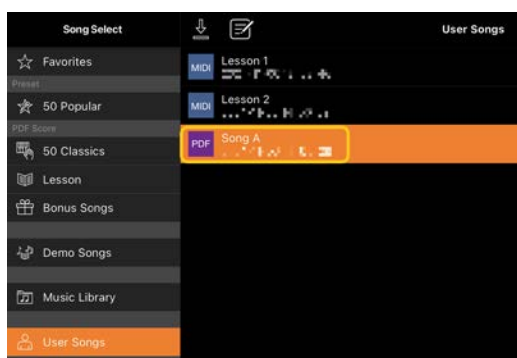 Song Select
User Songs
Favorites
Preset
50 Popular
PDF Score
50 Classics
Lesson
Bonus Songs
Demo Songs
Music Library
User Songs
MIDI
Lesson 1
MIDI
Lesson 2
PDF
Song A